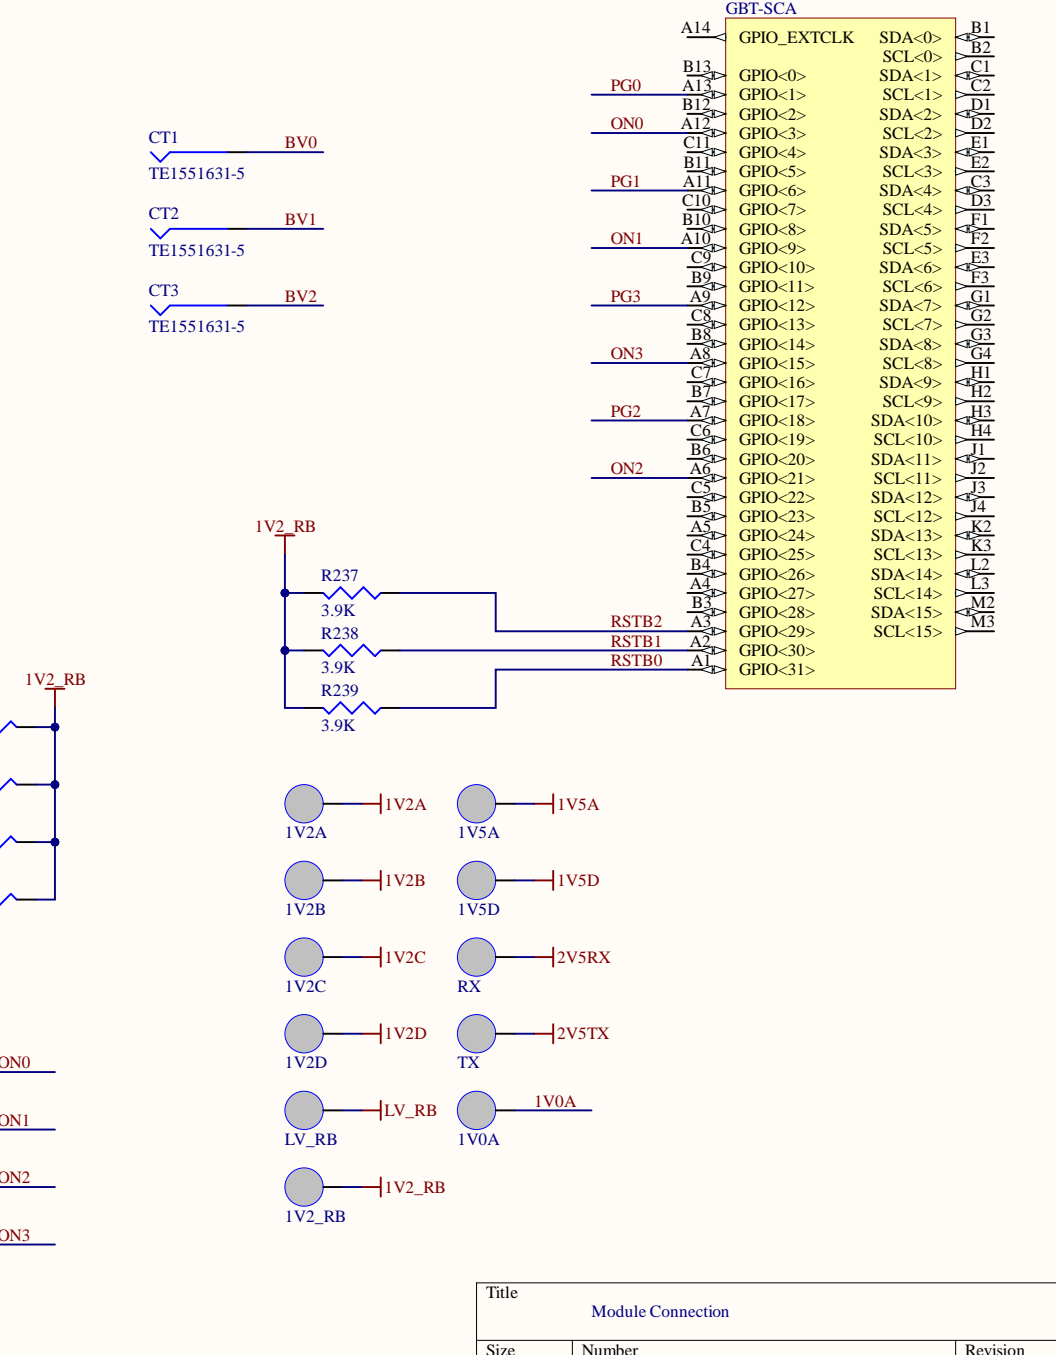 GBT-SCA
A14 GPIO_EXTCLK SDA<0> B1
SCL<0> B2
B13 GPIO<0> SDA<1> C1
PG0 A13 GPIO<1> SCL<1> C2
B12 GPIO<2> SDA<2> D1
ON0 A12 GPIO<3> SCL<2> D2
C11 GPIO<4> SDA<3> E1
B11 GPIO<5> SCL<3> E2
PG1 A11 GPIO<6> SDA<4> C3
C10 GPIO<7> SCL<4> D3
B10 GPIO<8> SDA<5> F1
ON1 A10 GPIO<9> SCL<5> F2
C9 GPIO<10> SDA<6> E3
B9 GPIO<11> SCL<6> F3
PG3 A9 GPIO<12> SDA<7> G1
C8 GPIO<13> SCL<7> G2
B8 GPIO<14> SDA<8> G3
ON3 A8 GPIO<15> SCL<8> G4
C7 GPIO<16> SDA<9> H1
B7 GPIO<17> SCL<9> H2
PG2 A7 GPIO<18> SDA<10> H3
C6 GPIO<19> SCL<10> H4
B6 GPIO<20> SDA<11> J1
ON2 A6 GPIO<21> SCL<11> J2
C5 GPIO<22> SDA<12> J3
B5 GPIO<23> SCL<12> J4
A5 GPIO<24> SDA<13> K2
C4 GPIO<25> SCL<13> K3
B4 GPIO<26> SDA<14> L2
A4 GPIO<27> SCL<14> L3
B3 GPIO<28> SDA<15> M2
RSTB2 A3 GPIO<29> SCL<15> M3
RSTB1 A2 GPIO<30>
RSTB0 A1 GPIO<31>
CT1 BV0
TE1551631-5
CT2 BV1
TE1551631-5
CT3 BV2
TE1551631-5
1V2_RB
R237
3.9K
R238
3.9K
R239
3.9K
1V2_RB
1V2A 1V5A
1V2A 1V5A
1V2B 1V5D
1V2B 1V5D
1V2C 2V5RX
1V2C RX
1V2D 2V5TX
1V2D TX
LV_RB 1V0A
LV_RB 1V0A
1V2_RB
1V2_RB
ON0
ON1
ON2
ON3
Title
Module Connection
Size Number Revision